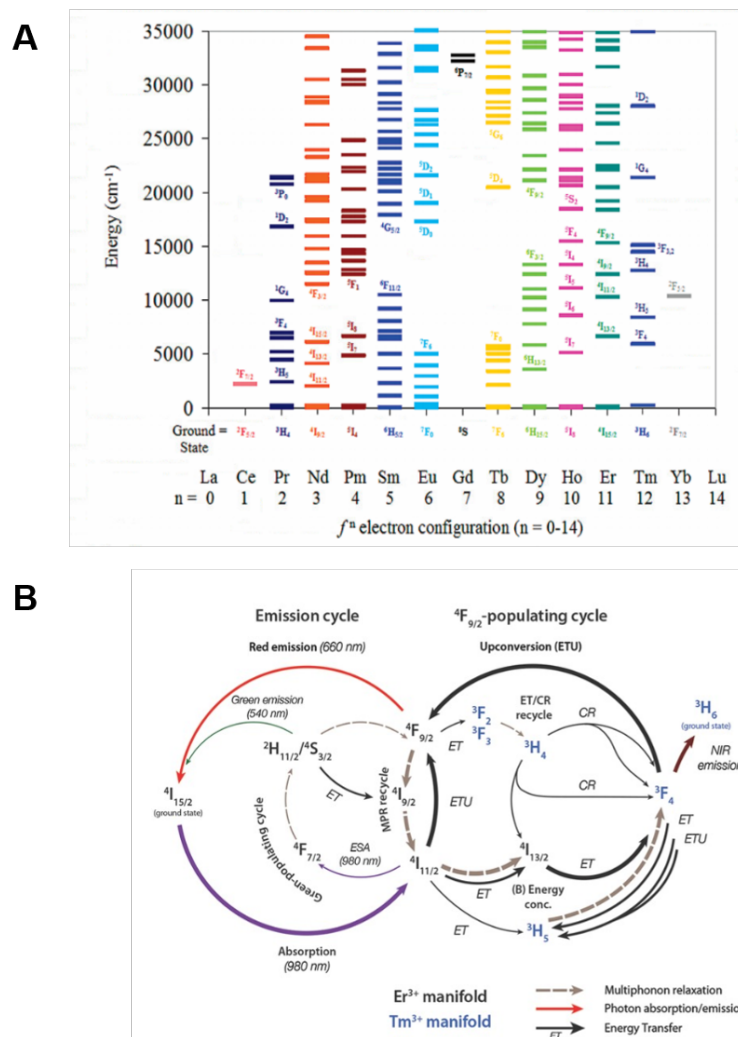 A
35000
30000
25000
20000
15000
10000
5000
0
Energy (cm⁻¹)
²F₇/₂
³P₀
¹D₂
¹G₄
³F₄
³H₅
⁴F₃/₂
⁴I₁₅/₂
⁴I₁₃/₂
⁴I₁₁/₂
⁵F₁
⁵I₈
⁵I₇
⁴G₅/₂
⁶F₁₁/₂
⁵D₂
⁵D₁
⁵D₀
⁷F₆
⁶P₇/₂
⁵G₆
⁵D₄
⁷F₀
⁴F₉/₂
⁶F₃/₂
⁶H₁₃/₂
⁵S₂
⁵F₅
⁵I₄
⁵I₅
⁵I₆
⁵I₇
⁴F₉/₂
⁴I₉/₂
⁴I₁₁/₂
⁴I₁₃/₂
¹D₂
¹G₄
³F₃,₂
³H₄
³H₅
³F₄
²F₅/₂
Ground = ²F₅/₂ ³H₄ ⁴I₉/₂ ⁵I₄ ⁶H₅/₂ ⁷F₀ ⁸S ⁷F₆ ⁶H₁₅/₂ ⁵I₈ ⁴I₁₅/₂ ³H₆ ²F₇/₂
State
La Ce Pr Nd Pm Sm Eu Gd Tb Dy Ho Er Tm Yb Lu
n = 0 1 2 3 4 5 6 7 8 9 10 11 12 13 14
fⁿ electron configuration (n = 0-14)
B
Emission cycle
⁴F₉/₂-populating cycle
Red emission (660 nm)
Upconversion (ETU)
Green emission
(540 nm)
²H₁₁/₂/⁴S₃/₂
⁴F₉/₂
ET
³F₂
³F₃
ET/CR
recycle
³H₄
CR
CR
³H₆
(ground state)
NIR
emission
⁴I₁₅/₂
(ground state)
ET
MPR recycle
⁴I₉/₂
ETU
³F₄
Green-populating cycle
⁴F₇/₂
ESA
(980 nm)
⁴I₁₁/₂
ET
⁴I₁₃/₂
ET
(B) Energy
conc.
ET
³H₅
ET
ETU
Absorption
(980 nm)
Er³⁺ manifold
Tm³⁺ manifold
Multiphonon relaxation
Photon absorption/emissio
ET
Energy Transfer